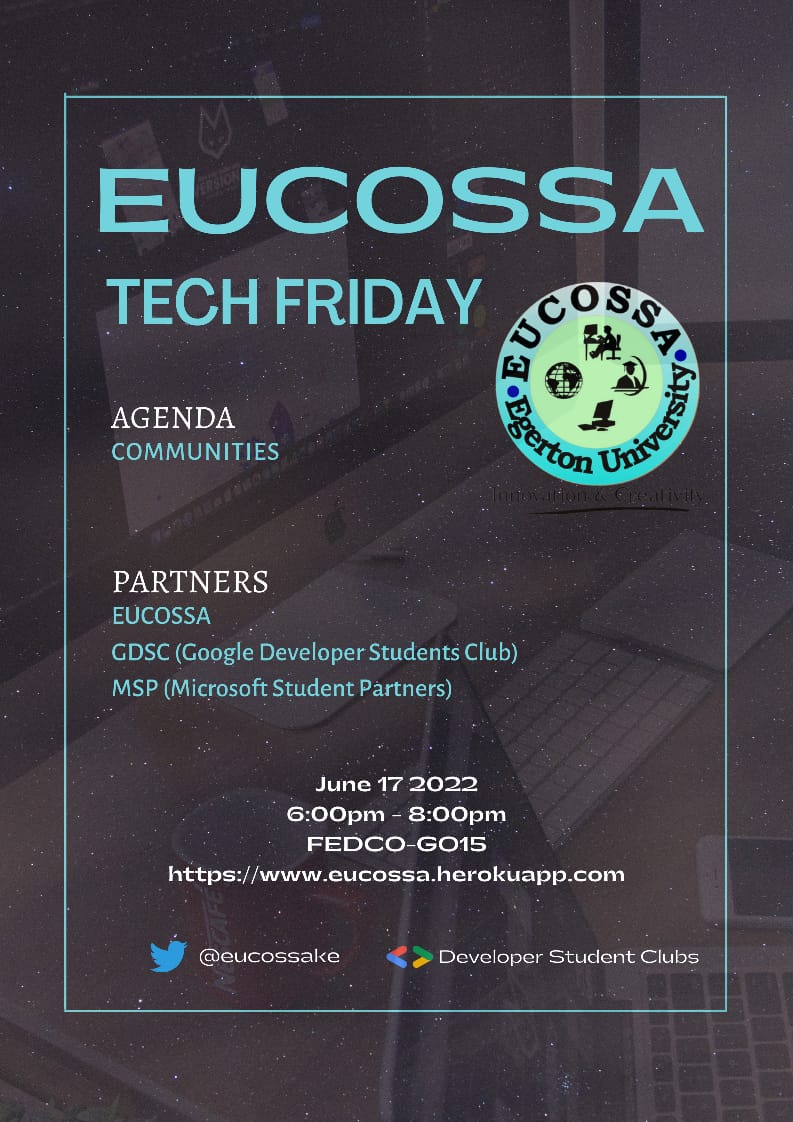 EUCOSSA
TECH FRIDAY
EUCOSSA
Egerton University
Innovation & Creativity
AGENDA
COMMUNITIES
PARTNERS
EUCOSSA
GDSC (Google Developer Students Club)
MSP (Microsoft Student Partners)
June 17 2022
6:00pm - 8:00pm
FEDCO-GO15
https://www.eucossa.herokuapp.com
@eucossake
Developer Student Clubs
NESCAFE
VERSION